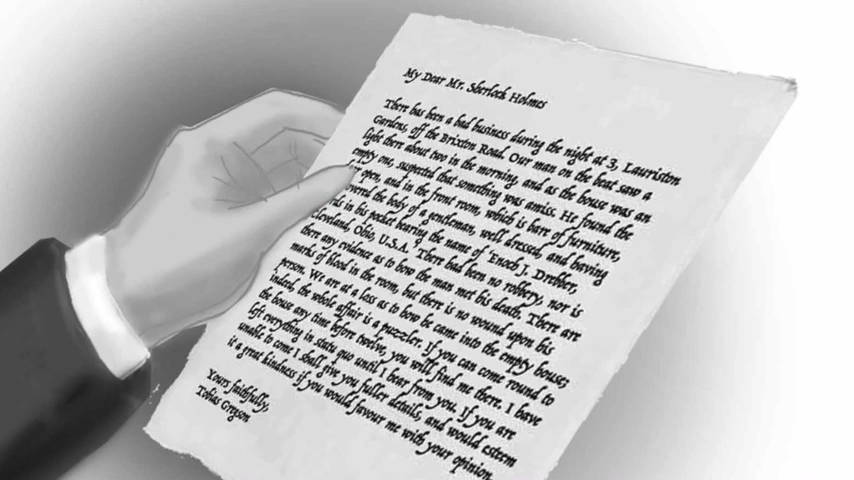 My Dear Mr. Sherlock Holmes
There has been a bad business during the night at 3, Lauriston
Gardens, off the Brixton Road. Our man on the beat saw a
light there about two in the morning, and as the house was an
empty one, suspected that something was amiss. He found the
open, and in the front room, which is bare of furniture,
the body of a gentleman, well dressed, and having
in his pocket bearing the name of 'Enoch J. Drebber,
Cleveland, Ohio, U.S.A.' There had been no robbery, nor is
there any evidence as to how the man met his death. There are
marks of blood in the room, but there is no wound upon his
person. We are at a loss as to how he came into the empty house;
indeed, the whole affair is a puzzler. If you can come round to
the house any time before twelve, you will find me there. I have
left everything in statu quo until I hear from you. If you are
unable to come I shall give you fuller details, and would esteem
it a great kindness if you would favour me with your opinion.
Yours faithfully,
Tobias Gregson